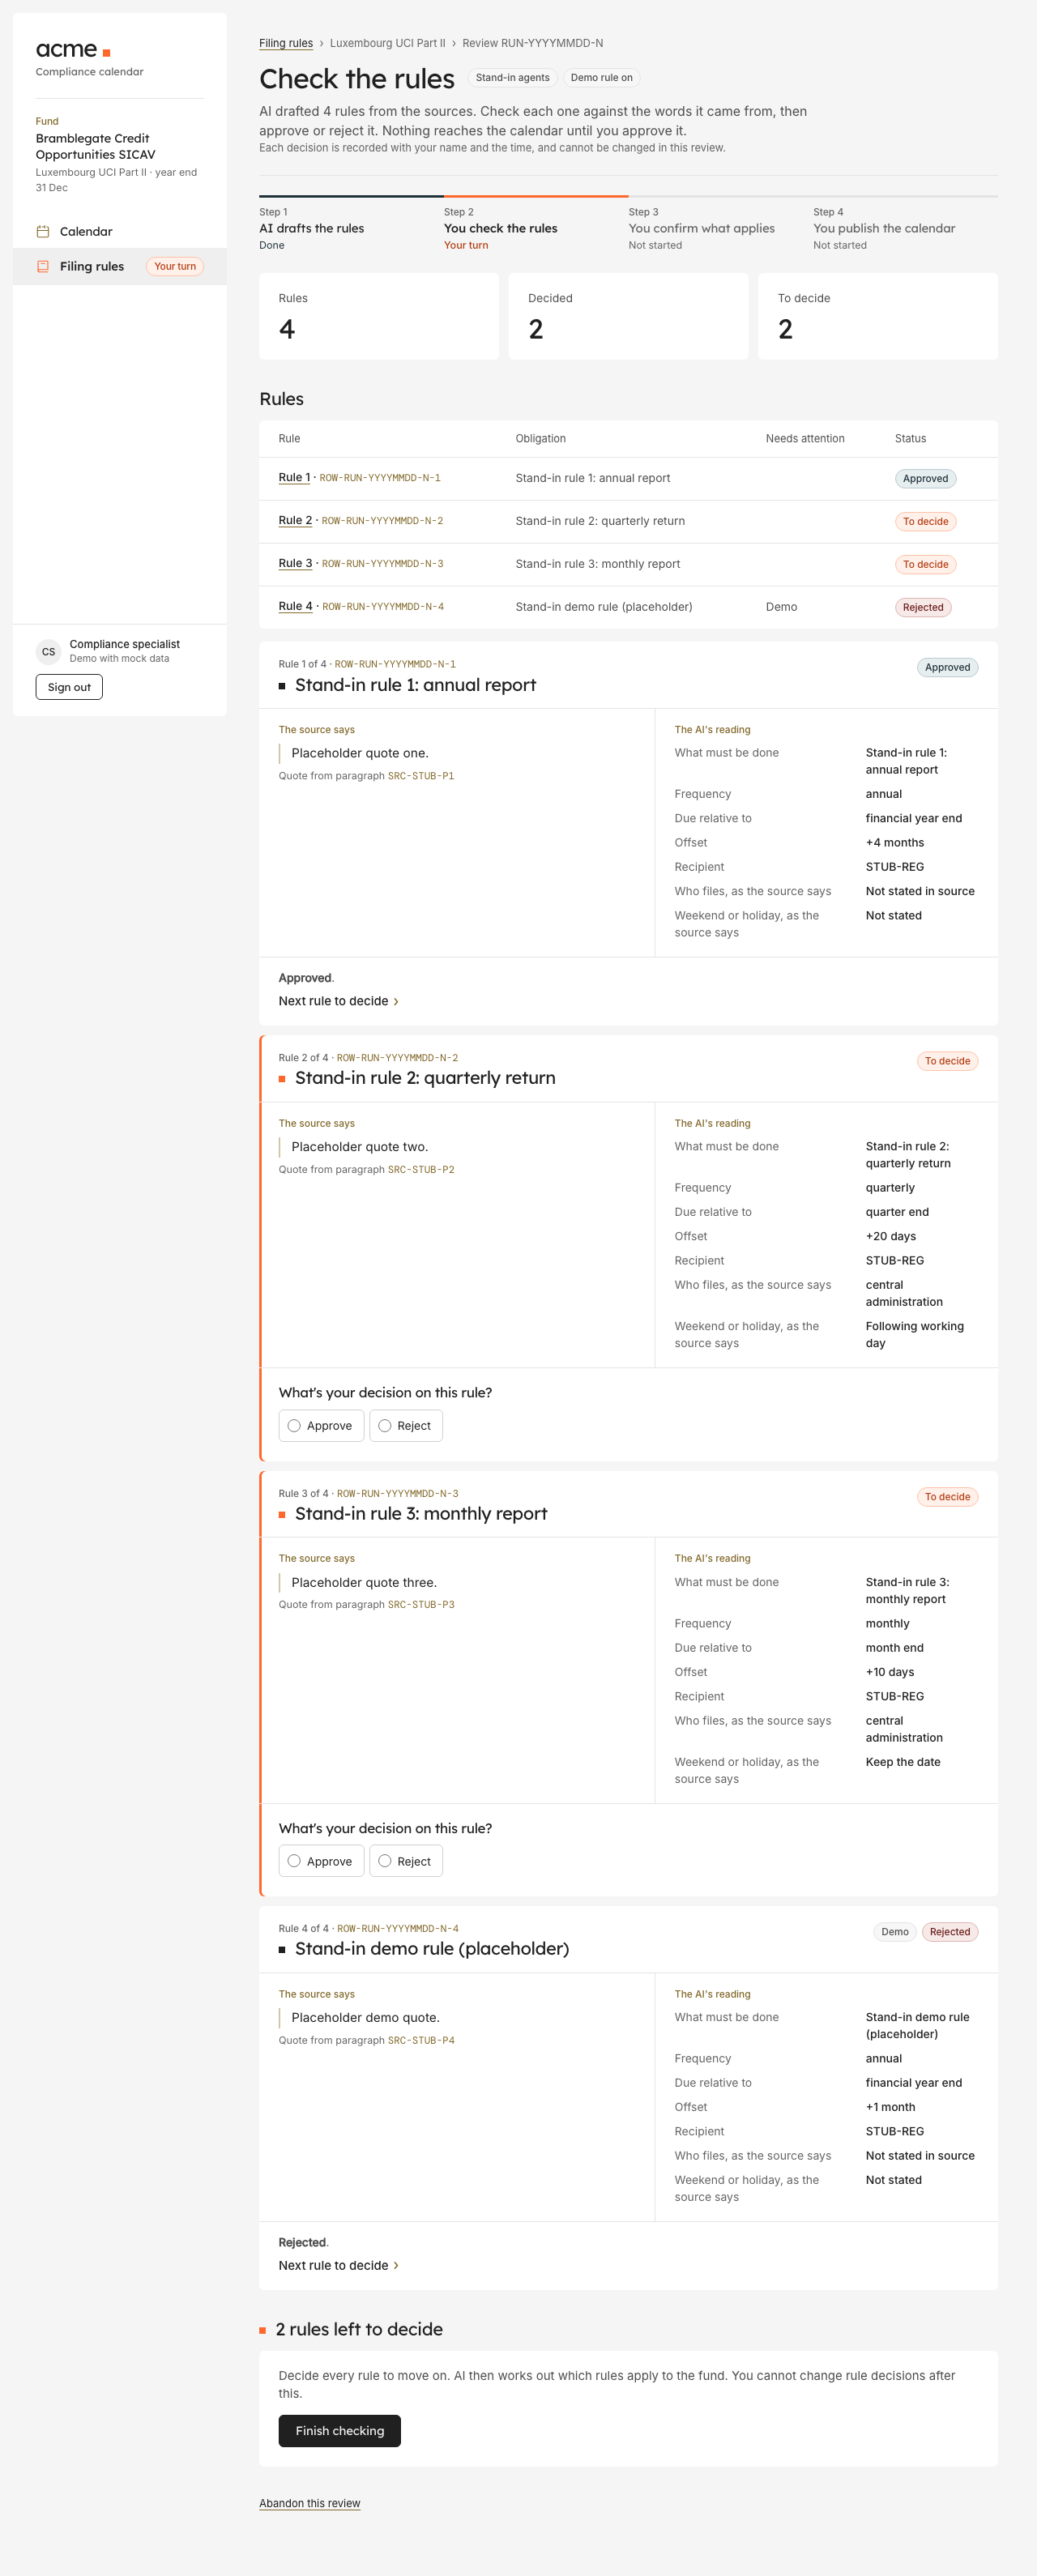 acme
Compliance calendar
Fund
Bramblegate Credit
Opportunities SICAV
Luxembourg UCI Part II · year end
31 Dec
Calendar
Filing rules Your turn
CS
Compliance specialist
Demo with mock data
Sign out
Filing rules › Luxembourg UCI Part II › Review RUN-YYYYMMDD-N
Check the rules Stand-in agents Demo rule on
AI drafted 4 rules from the sources. Check each one against the words it came from, then
approve or reject it. Nothing reaches the calendar until you approve it.
Each decision is recorded with your name and the time, and cannot be changed in this review.
Step 1
AI drafts the rules
Done
Step 2
You check the rules
Your turn
Step 3
You confirm what applies
Not started
Step 4
You publish the calendar
Not started
Rules
4
Decided
2
To decide
2
Rules
Rule Obligation Needs attention Status
Rule 1 · ROW-RUN-YYYYMMDD-N-1 Stand-in rule 1: annual report Approved
Rule 2 · ROW-RUN-YYYYMMDD-N-2 Stand-in rule 2: quarterly return To decide
Rule 3 · ROW-RUN-YYYYMMDD-N-3 Stand-in rule 3: monthly report To decide
Rule 4 · ROW-RUN-YYYYMMDD-N-4 Stand-in demo rule (placeholder) Demo Rejected
Rule 1 of 4 · ROW-RUN-YYYYMMDD-N-1
Stand-in rule 1: annual report
Approved
The source says
Placeholder quote one.
Quote from paragraph SRC-STUB-P1
The AI's reading
What must be done Stand-in rule 1:
annual report
Frequency annual
Due relative to financial year end
Offset +4 months
Recipient STUB-REG
Who files, as the source says Not stated in source
Weekend or holiday, as the Not stated
source says
Approved.
Next rule to decide ›
Rule 2 of 4 · ROW-RUN-YYYYMMDD-N-2
Stand-in rule 2: quarterly return
To decide
The source says
Placeholder quote two.
Quote from paragraph SRC-STUB-P2
The AI's reading
What must be done Stand-in rule 2:
quarterly return
Frequency quarterly
Due relative to quarter end
Offset +20 days
Recipient STUB-REG
Who files, as the source says central
administration
Weekend or holiday, as the Following working
source says day
What's your decision on this rule?
Approve Reject
Rule 3 of 4 · ROW-RUN-YYYYMMDD-N-3
Stand-in rule 3: monthly report
To decide
The source says
Placeholder quote three.
Quote from paragraph SRC-STUB-P3
The AI's reading
What must be done Stand-in rule 3:
monthly report
Frequency monthly
Due relative to month end
Offset +10 days
Recipient STUB-REG
Who files, as the source says central
administration
Weekend or holiday, as the Keep the date
source says
What's your decision on this rule?
Approve Reject
Rule 4 of 4 · ROW-RUN-YYYYMMDD-N-4
Stand-in demo rule (placeholder)
Demo Rejected
The source says
Placeholder demo quote.
Quote from paragraph SRC-STUB-P4
The AI's reading
What must be done Stand-in demo rule
(placeholder)
Frequency annual
Due relative to financial year end
Offset +1 month
Recipient STUB-REG
Who files, as the source says Not stated in source
Weekend or holiday, as the Not stated
source says
Rejected.
Next rule to decide ›
2 rules left to decide
Decide every rule to move on. AI then works out which rules apply to the fund. You cannot change rule decisions after
this.
Finish checking
Abandon this review